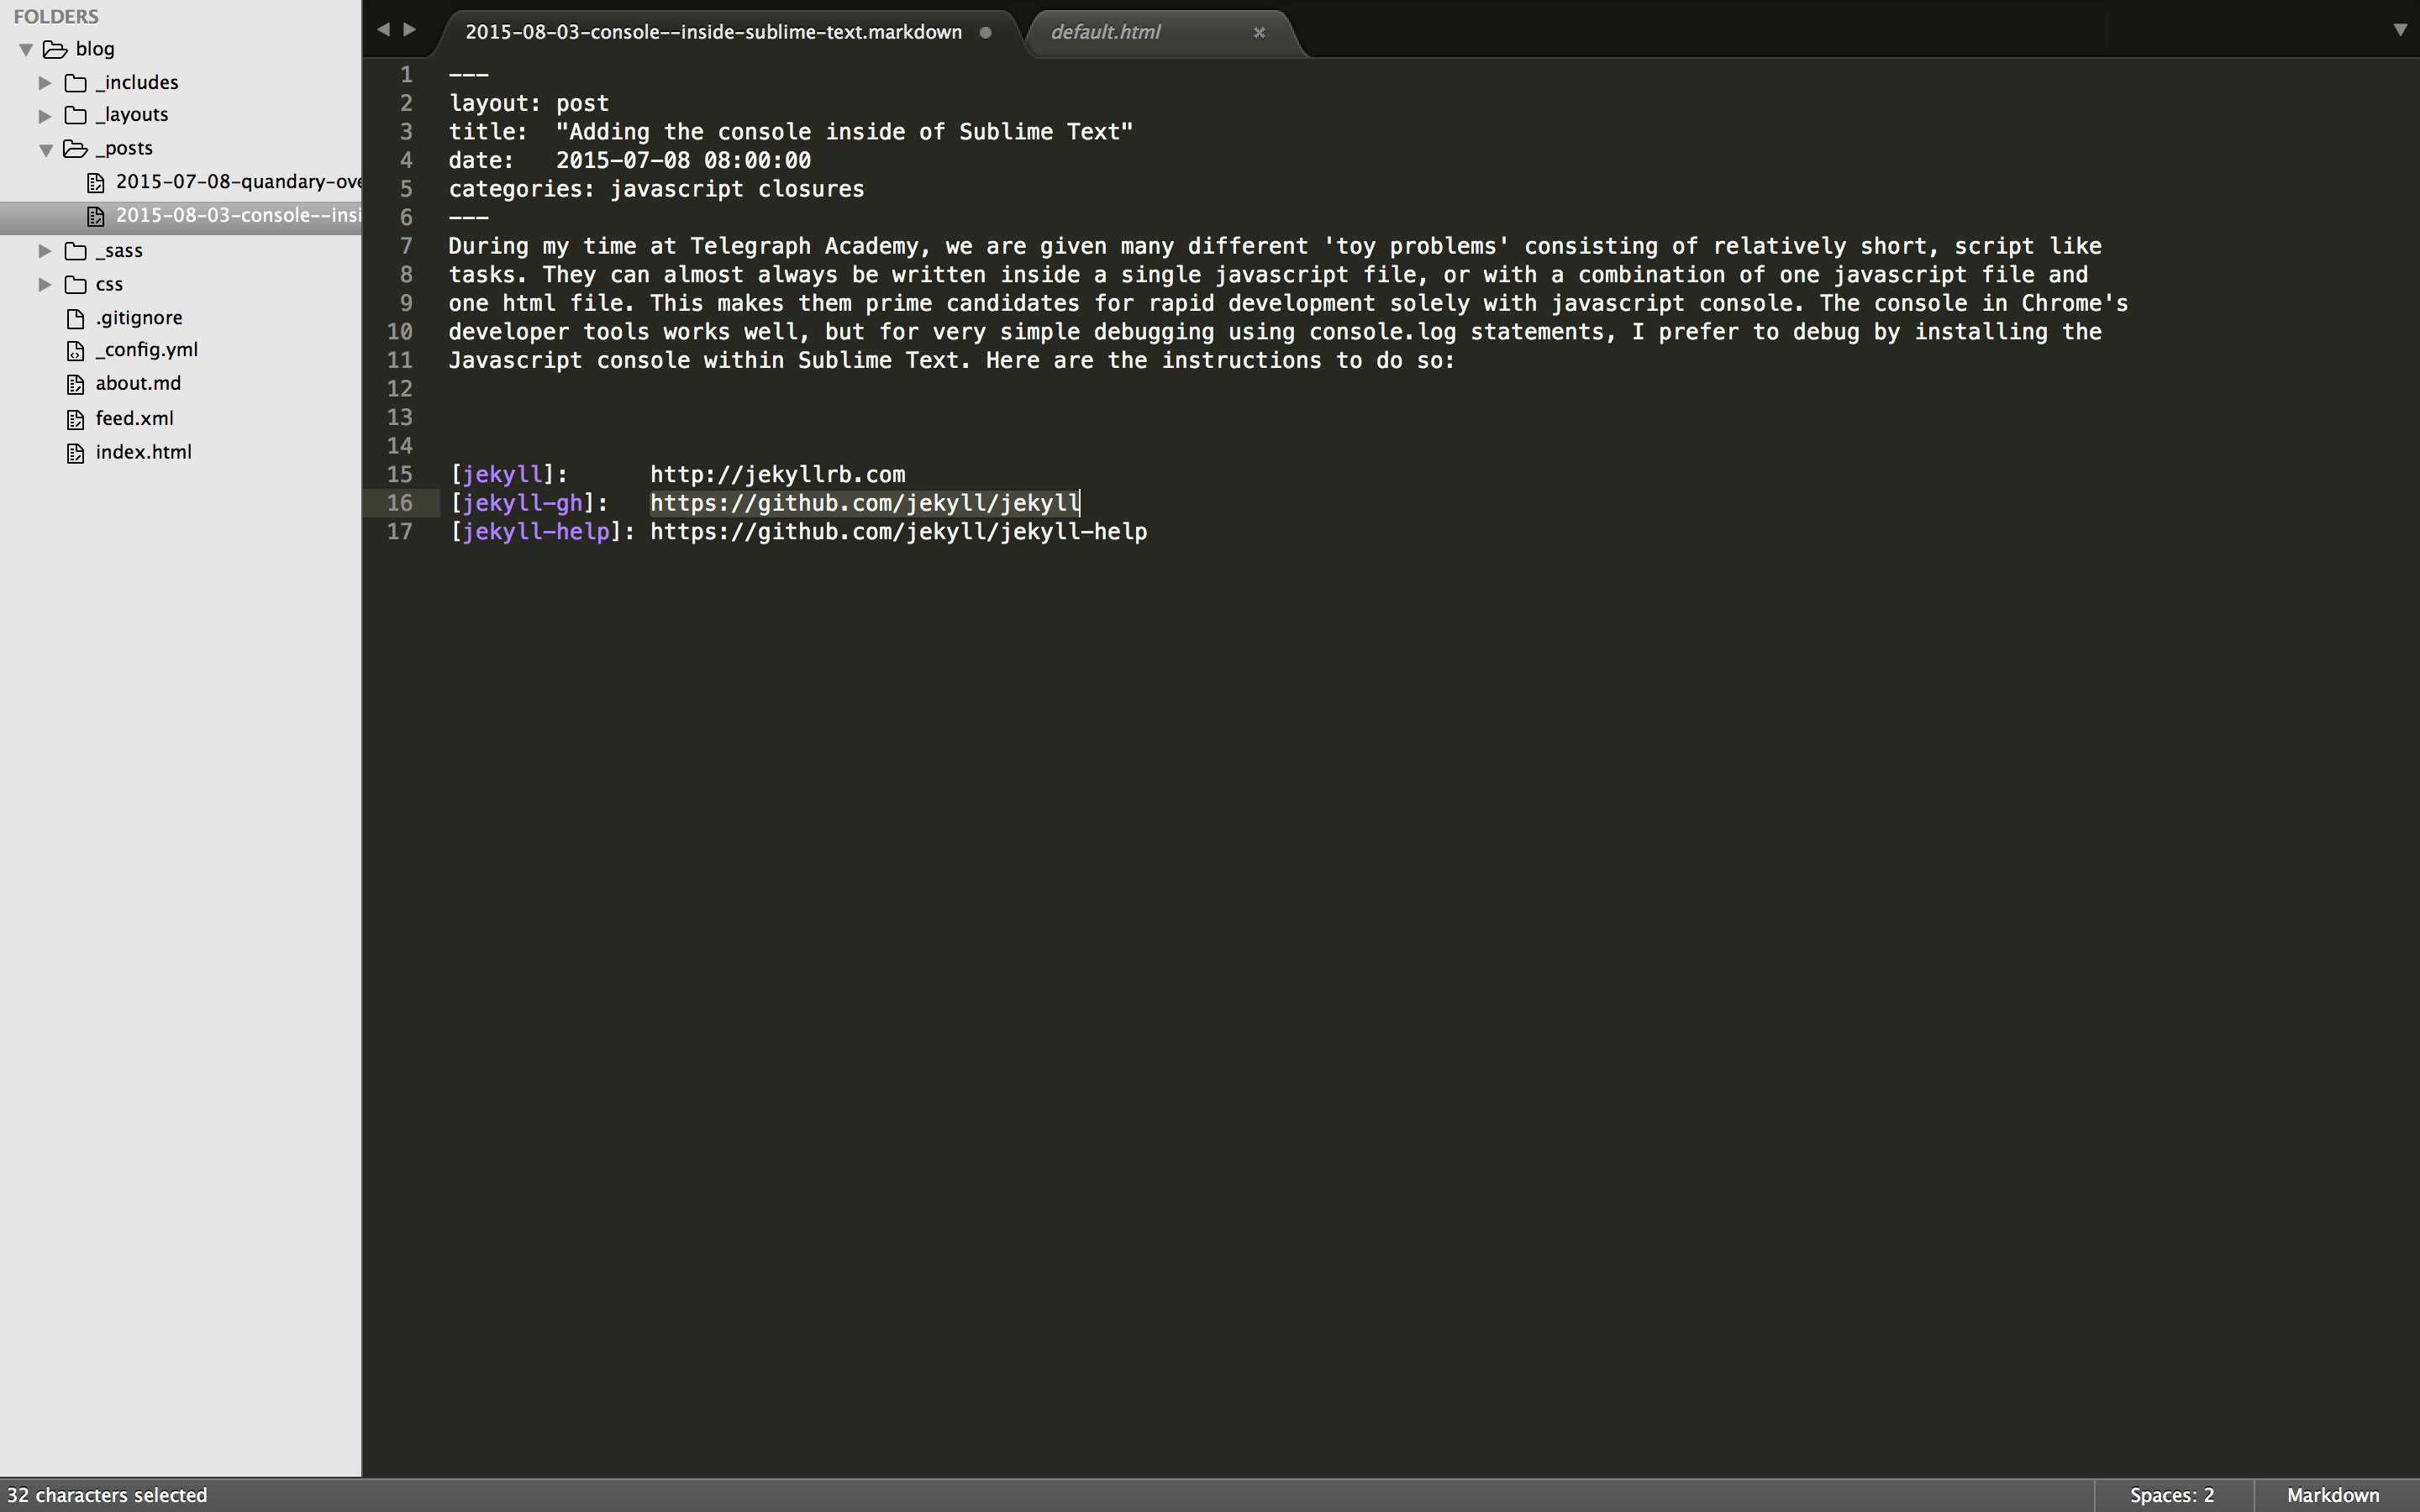 FOLDERS
blog
_includes
_layouts
_posts
2015-07-08-quandary-ove
2015-08-03-console--insi
_sass
css
.gitignore
_config.yml
about.md
feed.xml
index.html
2015-08-03-console--inside-sublime-text.markdown
default.html
1 ---
2 layout: post
3 title:  "Adding the console inside of Sublime Text"
4 date:   2015-07-08 08:00:00
5 categories: javascript closures
6 ---
7 During my time at Telegraph Academy, we are given many different 'toy problems' consisting of relatively short, script like
8 tasks. They can almost always be written inside a single javascript file, or with a combination of one javascript file and
9 one html file. This makes them prime candidates for rapid development solely with javascript console. The console in Chrome's
10 developer tools works well, but for very simple debugging using console.log statements, I prefer to debug by installing the
11 Javascript console within Sublime Text. Here are the instructions to do so:
12
13
14
15 [jekyll]:      http://jekyllrb.com
16 [jekyll-gh]:   https://github.com/jekyll/jekyll
17 [jekyll-help]: https://github.com/jekyll/jekyll-help
32 characters selected
Spaces: 2
Markdown